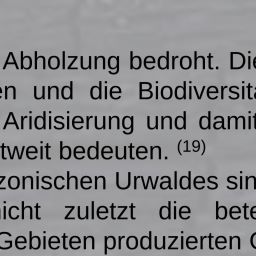 Abholzung bedroht. Die
en und die Biodiversitä
Aridisierung und damit
tweit bedeuten. (19)
zonischen Urwaldes sin
nicht zuletzt die bete
Gebieten produzierten